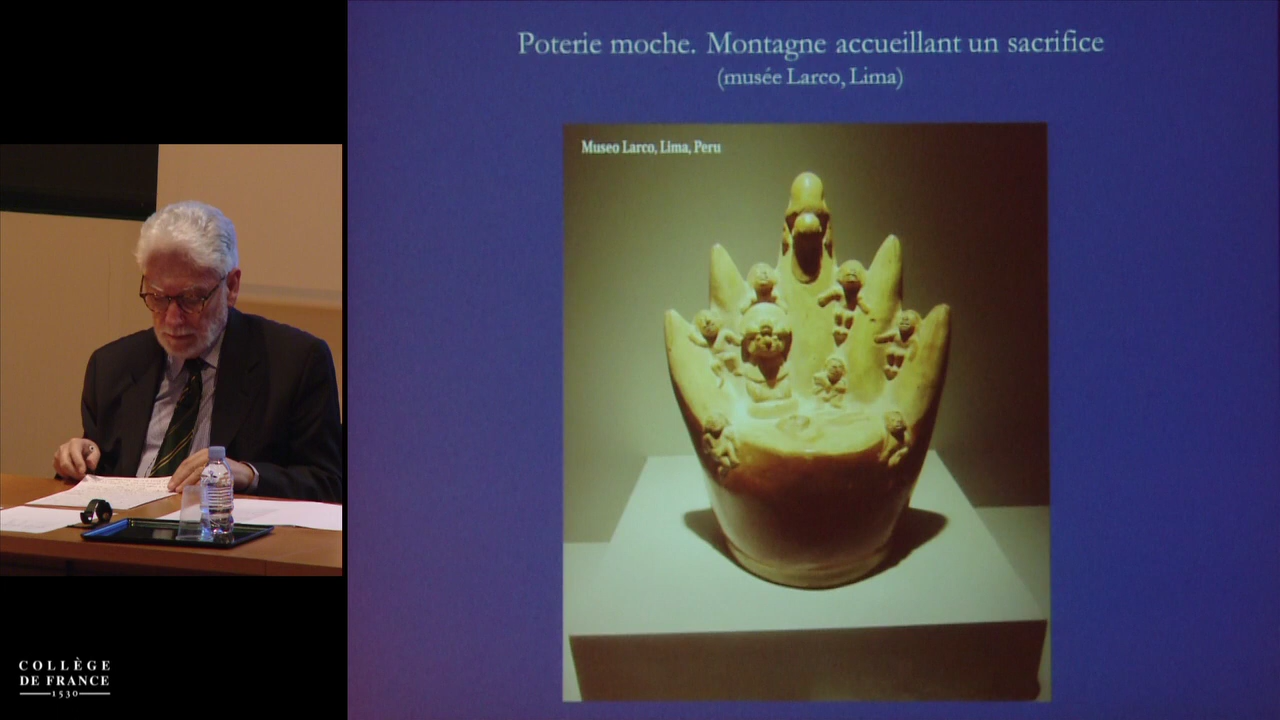 Poterie moche. Montagne accueillant un sacrifice
(musée Larco, Lima)
Museo Larco, Lima, Peru
COLLÈGE
DE FRANCE
1530